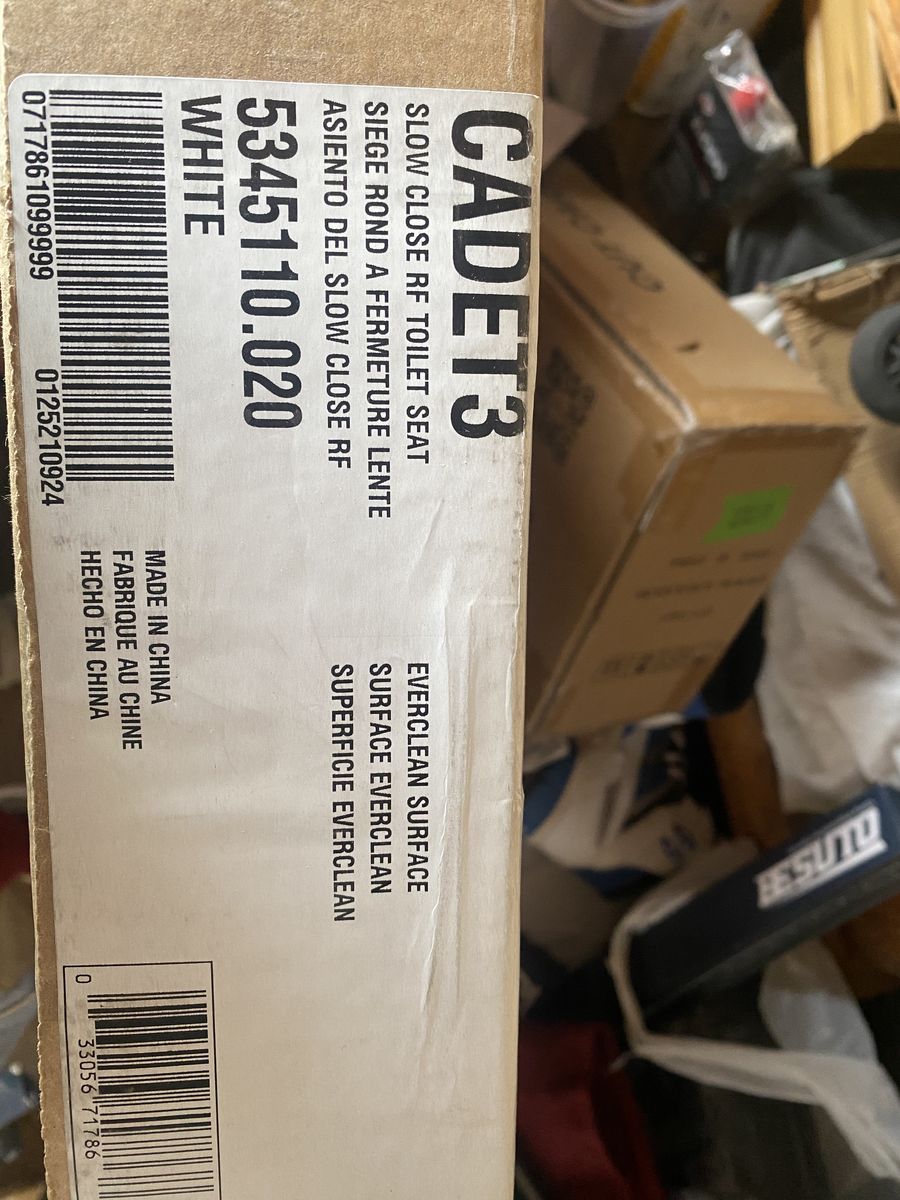 CADET3
SLOW CLOSE RF TOILET SEAT
SIEGE ROND A FERMETURE LENTE
ASIENTO DEL SLOW CLOSE RF
EVERCLEAN SURFACE
SURFACE EVERCLEAN
SUPERFICIE EVERCLEAN
5345110.020
WHITE
0717861099999
0125210924
MADE IN CHINA
FABRIQUE AU CHINE
HECHO EN CHINA
0 33056 71786